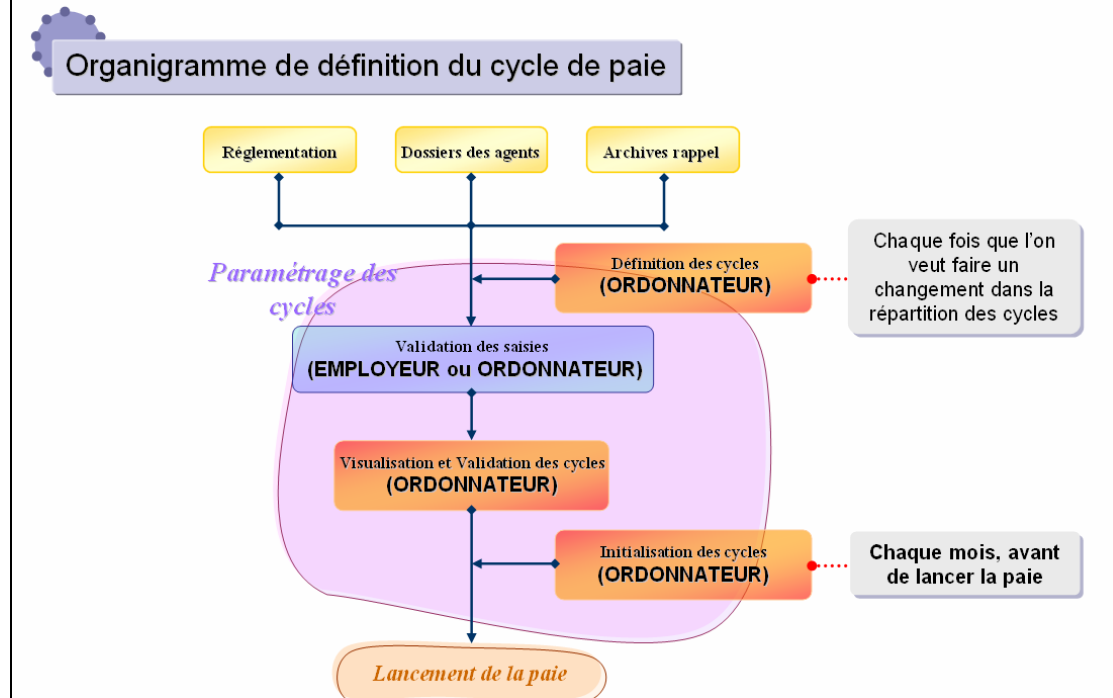 Organigramme de définition du cycle de paie
Réglementation
Dossiers des agents
Archives rappel
Définition des cycles
(ORDONNATEUR)
Chaque fois que l'on
veut faire un
changement dans la
répartition des cycles
Paramétrage des
cycles
Validation des saisies
(EMPLOYEUR ou ORDONNATEUR)
Visualisation et Validation des cycles
(ORDONNATEUR)
Initialisation des cycles
(ORDONNATEUR)
Chaque mois, avant
de lancer la paie
Lancement de la paie